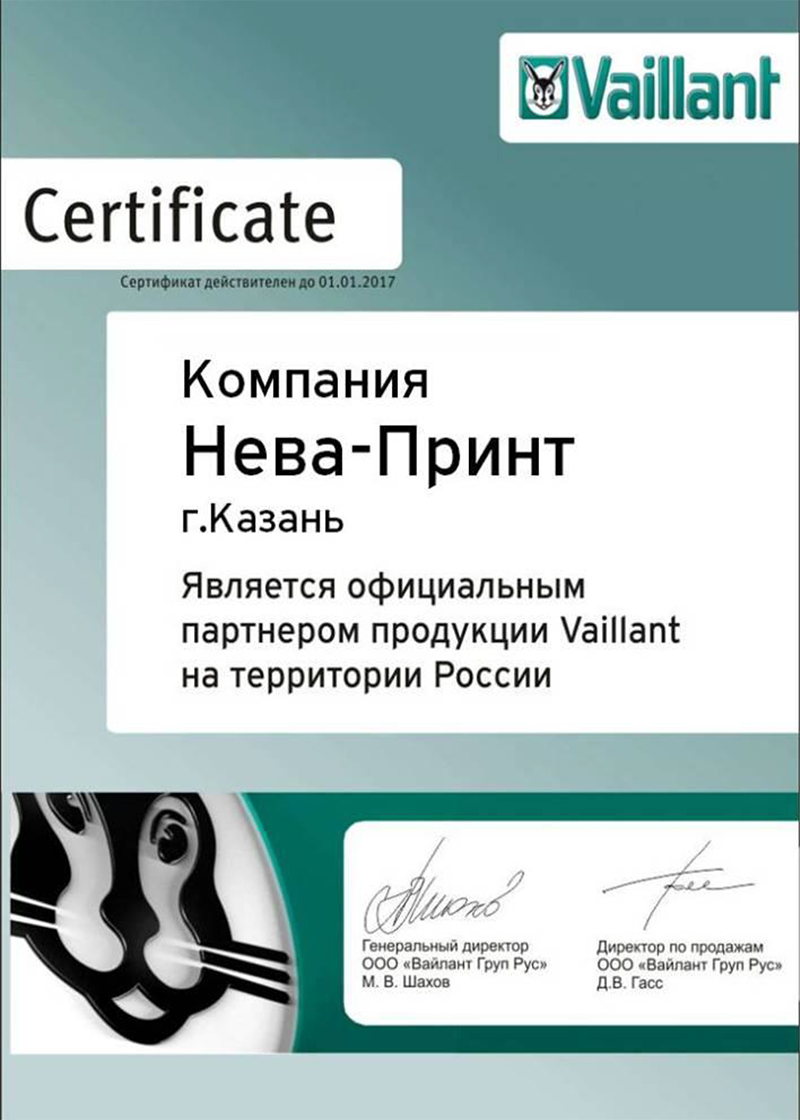 Vaillant
Certificate
Сертификат действителен до 01.01.2017
Компания
Нева-Принт
г.Казань
Является официальным
партнером продукции Vaillant
на территории России
Генеральный директор
ООО «Вайлант Груп Рус»
М. В. Шахов
Директор по продажам
ООО «Вайлант Груп Рус»
Д.В. Гасс